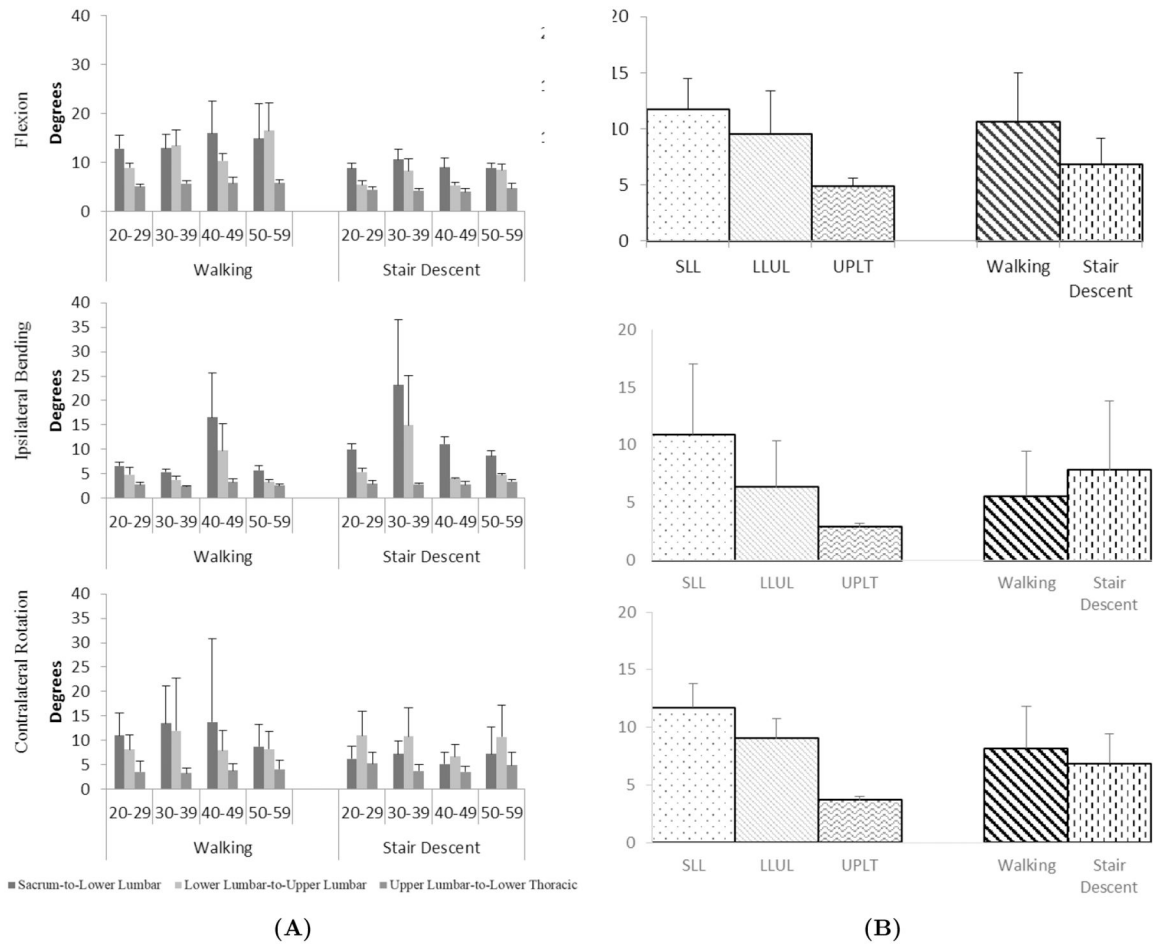 40
30
20
10
0
Flexion
Degrees
20-29 30-39 40-49 50-59 20-29 30-39 40-49 50-59
Walking Stair Descent
20
15
10
5
0
SLL LLUL UPLT Walking Stair
Descent
40
35
30
25
20
15
10
5
0
Ipsilateral Bending
Degrees
20-29 30-39 40-49 50-59 20-29 30-39 40-49 50-59
Walking Stair Descent
20
15
10
5
0
SLL LLUL UPLT Walking Stair
Descent
40
35
30
25
20
15
10
5
0
Contralateral Rotation
Degrees
20-29 30-39 40-49 50-59 20-29 30-39 40-49 50-59
Walking Stair Descent
20
15
10
5
0
SLL LLUL UPLT Walking Stair
Descent
Sacrum-to-Lower Lumbar Lower Lumbar-to-Upper Lumbar Upper Lumbar-to-Lower Thoracic
(A) (B)